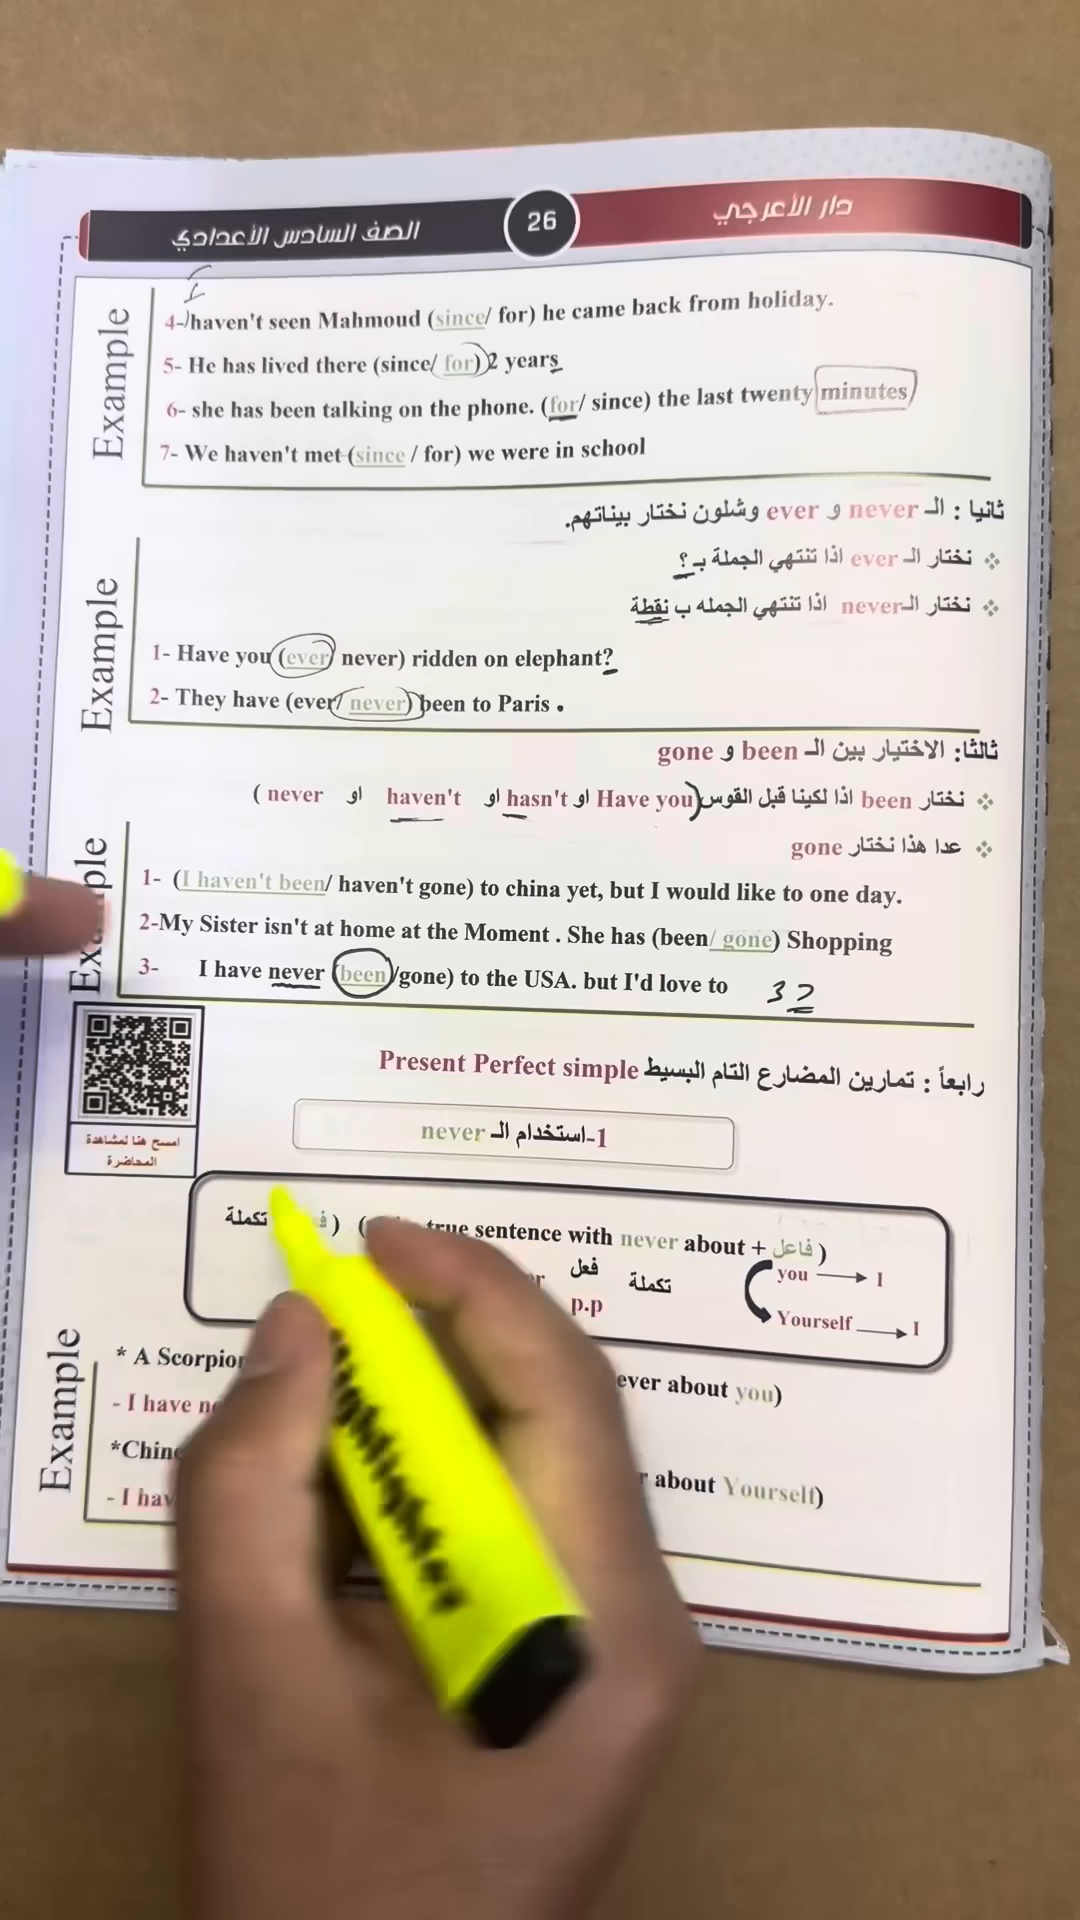 الصف السادس الأعدادي 26 دار الأعرجي
Example
4- haven't seen Mahmoud (since/ for) he came back from holiday.
5- He has lived there (since/ for) 2 years
6- she has been talking on the phone. (for/ since) the last twenty minutes
7- We haven't met (since / for) we were in school
ثانيا : الـ never و ever وشلون نختار بيناتهم.
نختار الـ ever اذا تنتهي الجملة بـ ؟
نختار الـnever اذا تنتهي الجمله ب نقطة
Example
1- Have you (ever/ never) ridden on elephant?
2- They have (ever/ never) been to Paris .
ثالثا: الاختيار بين الـ been و gone
نختار been اذا لكينا قبل القوس( Have you او hasn't او haven't او never )
عدا هذا نختار gone
Example
1- (I haven't been/ haven't gone) to china yet, but I would like to one day.
2-My Sister isn't at home at the Moment . She has (been/ gone) Shopping
3- I have never (been/gone) to the USA. but I'd love to
32
رابعاً : تمارين المضارع التام البسيط Present Perfect simple
امسح هنا لمشاهدة
المحاضرة
1-استخدام الـ never
تكملة ) ( true sentence with never about + فاعل )
فعل تكملة you I
p.p Yourself I
Example
* A ever about you)
- I have
* about Yourself)
- I